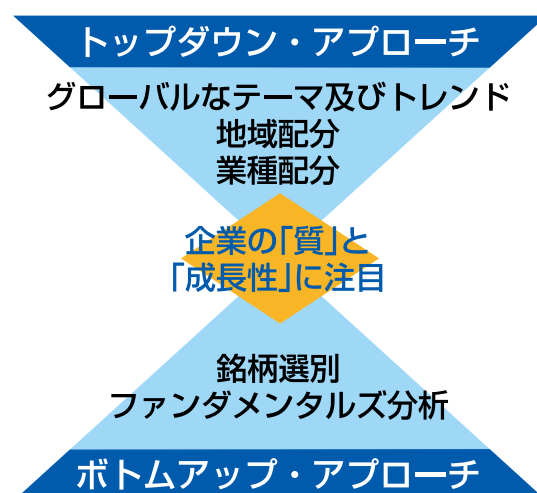 トップダウン・アプローチ
グローバルなテーマ及びトレンド
地域配分
業種配分
企業の「質」と
「成長性」に注目
銘柄選別
ファンダメンタルズ分析
ボトムアップ・アプローチ